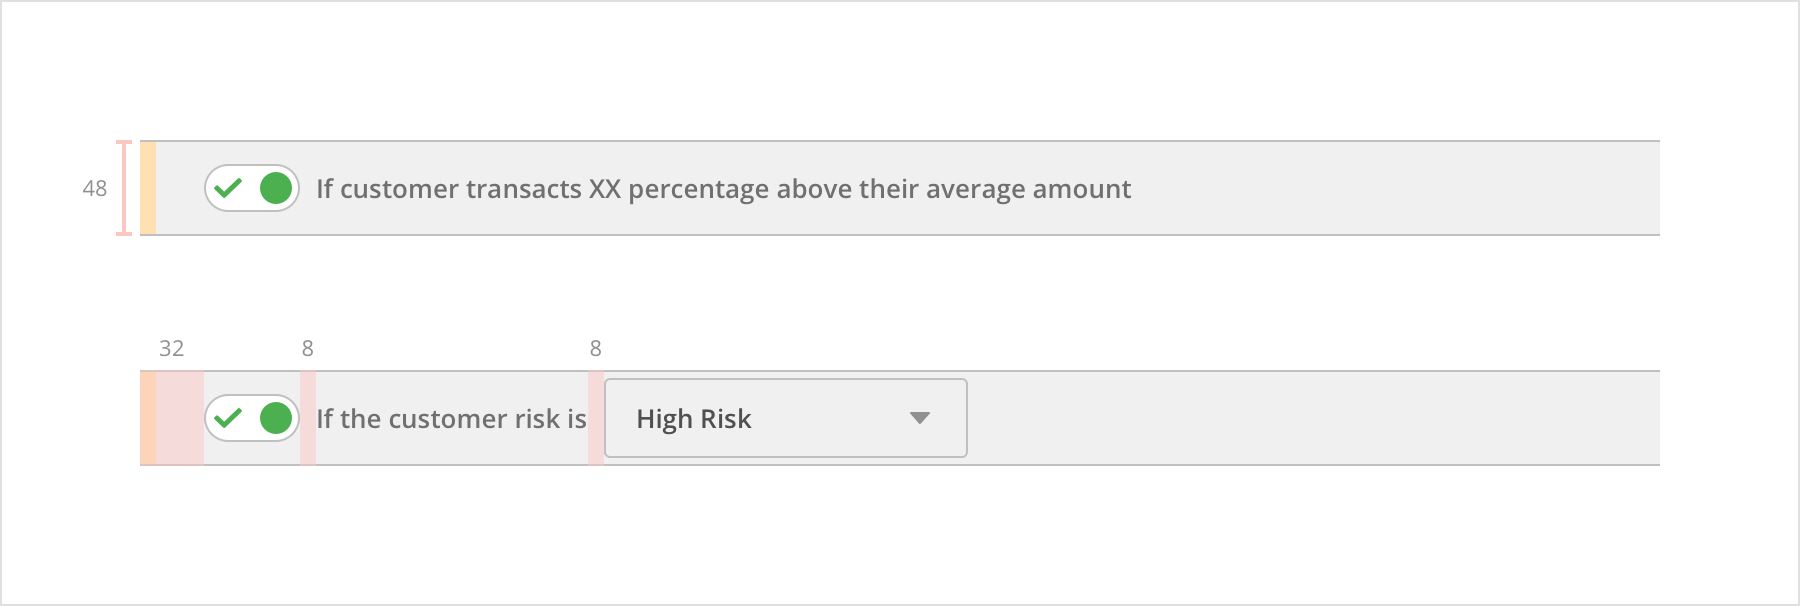 48
If customer transacts XX percentage above their average amount
32 8 8
If the customer risk is High Risk